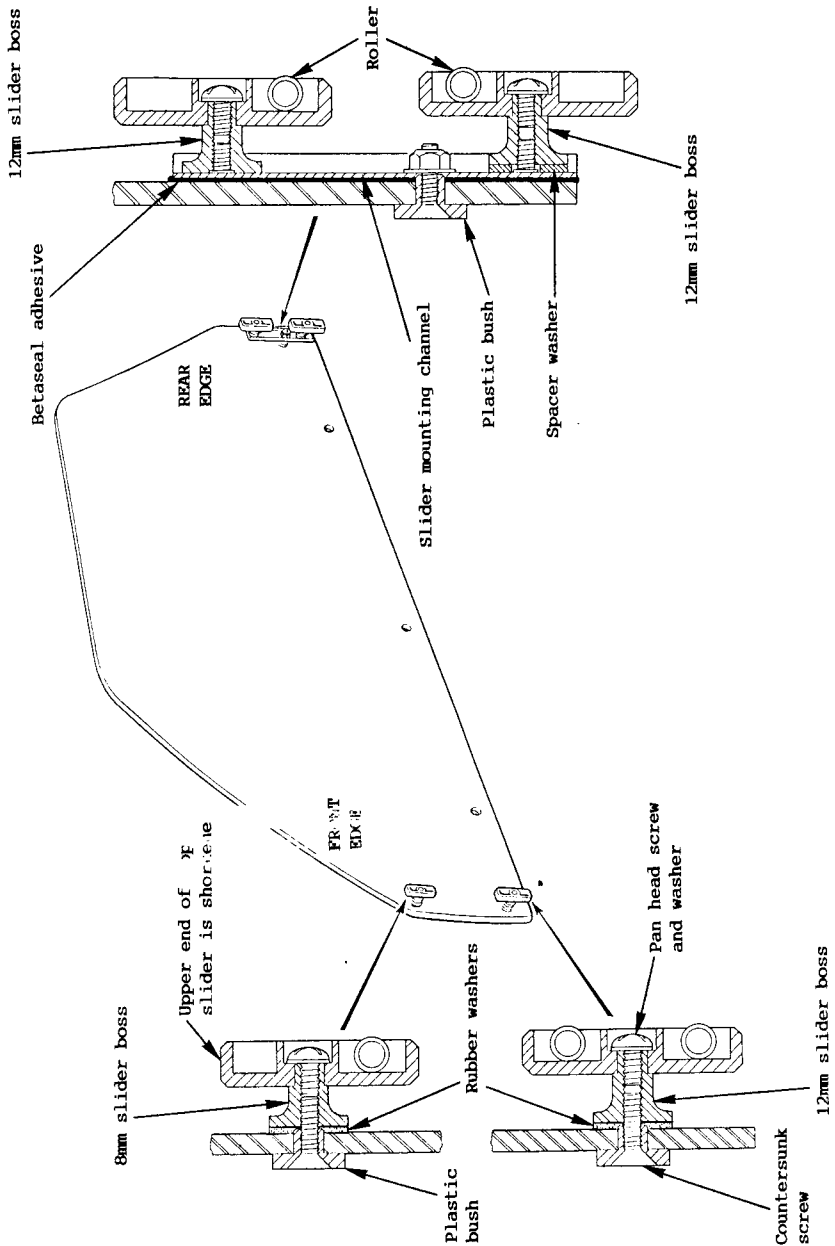 12mm slider boss
Betaseal adhesive
Roller
REAR
EDGE
Slider mounting channel
Plastic bush
Spacer washer
12mm slider boss
Upper end of
slider is
8mm slider boss
FRONT
EDGE
Rubber washers
Plastic
bush
Pan head screw
and washer
Countersunk
screw
12mm slider boss